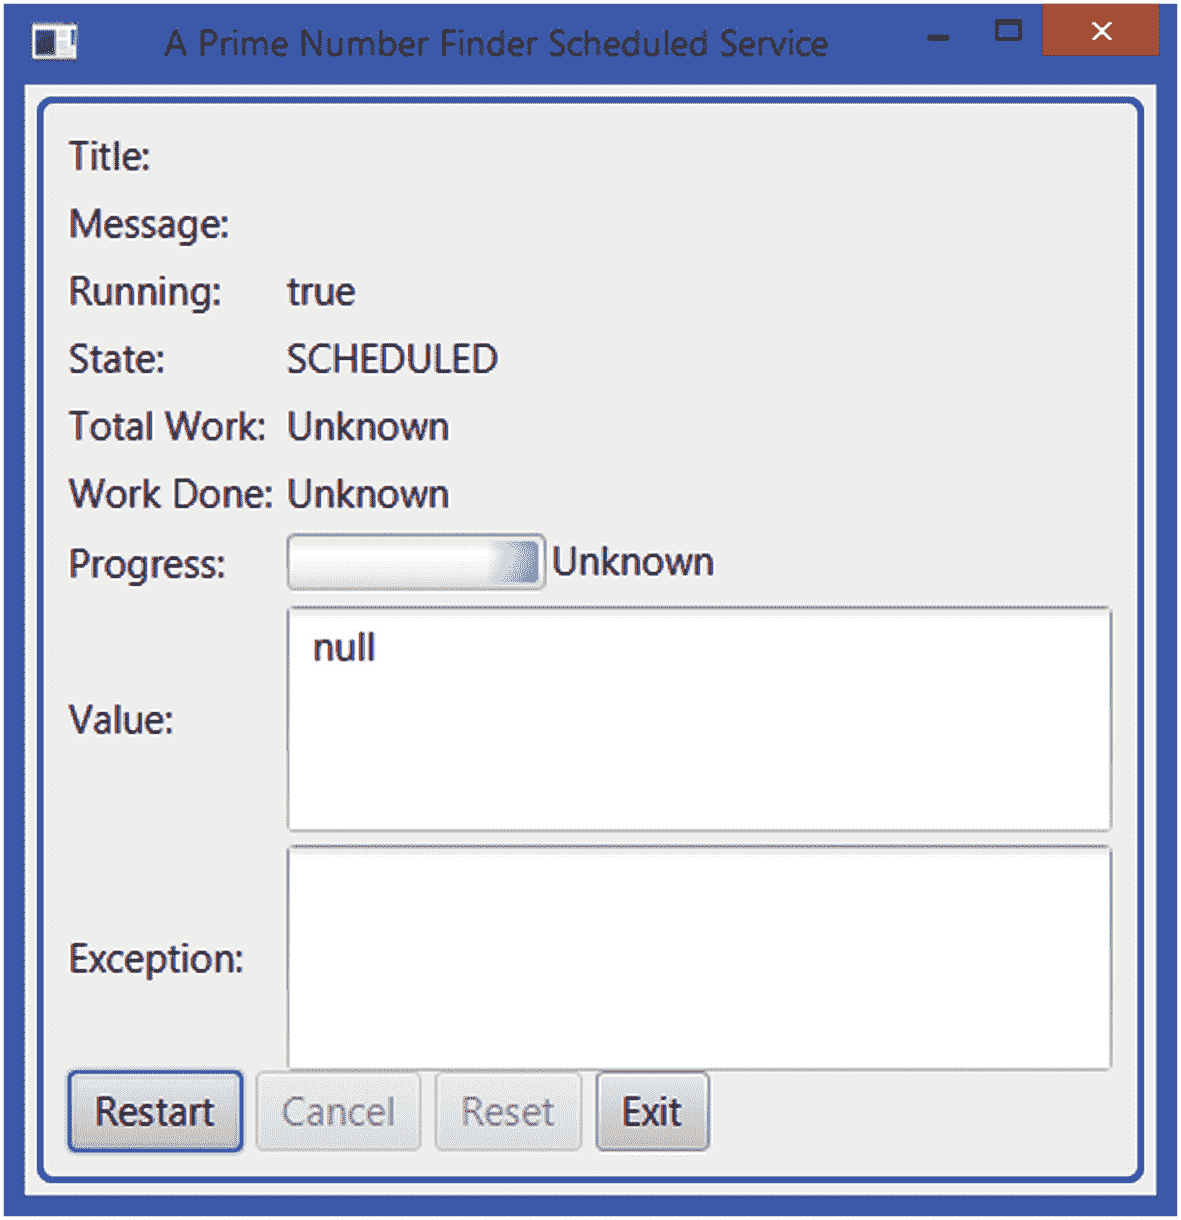 A Prime Number Finder Scheduled Service
Title:
Message:
Running: true
State: SCHEDULED
Total Work: Unknown
Work Done: Unknown
Progress: Unknown
Value: null
Exception:
Restart Cancel Reset Exit